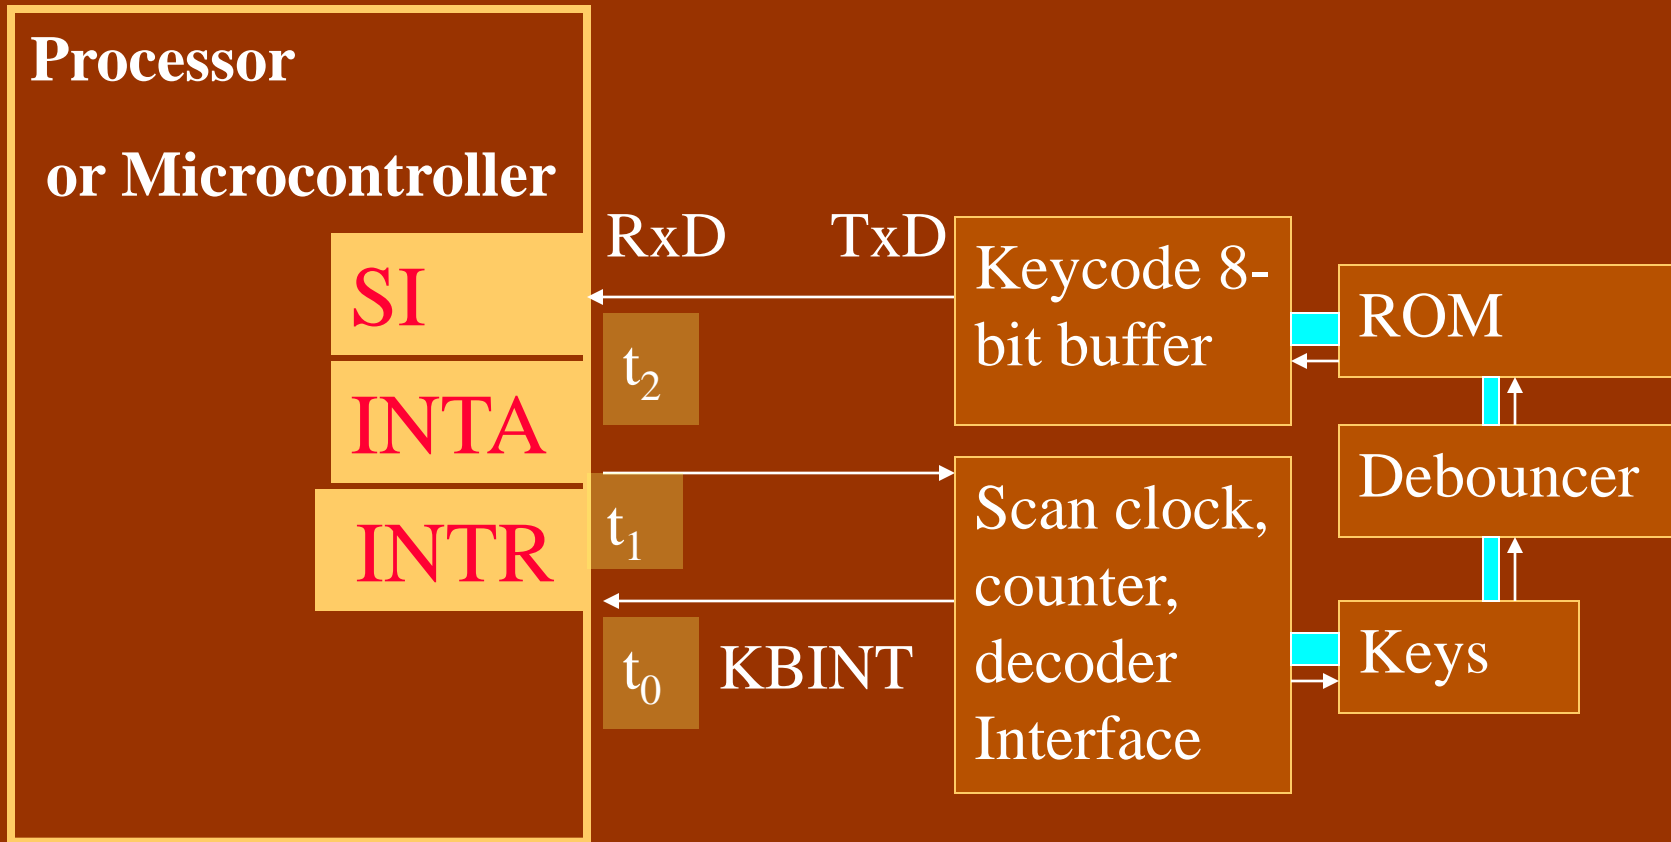 Processor
or Microcontroller
RxD
TxD
SI
t2
INTA
t1
INTR
t0
KBINT
Keycode 8-
bit buffer
Scan clock,
counter,
decoder
Interface
ROM
Debouncer
Keys